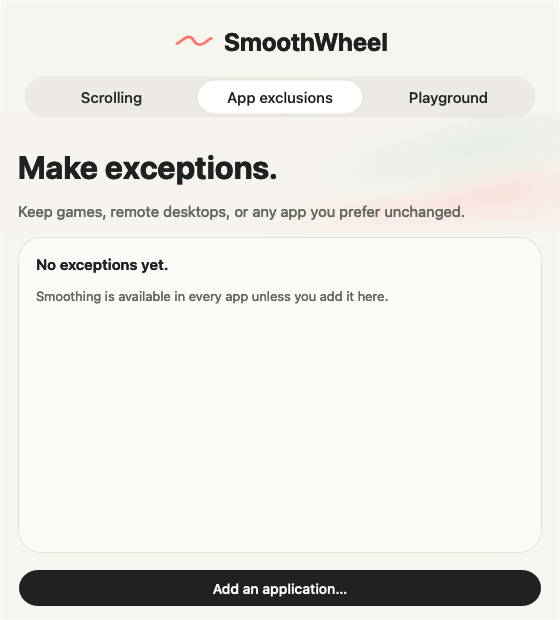 SmoothWheel
Scrolling
App exclusions
Playground
Make exceptions.
Keep games, remote desktops, or any app you prefer unchanged.
No exceptions yet.
Smoothing is available in every app unless you add it here.
Add an application...